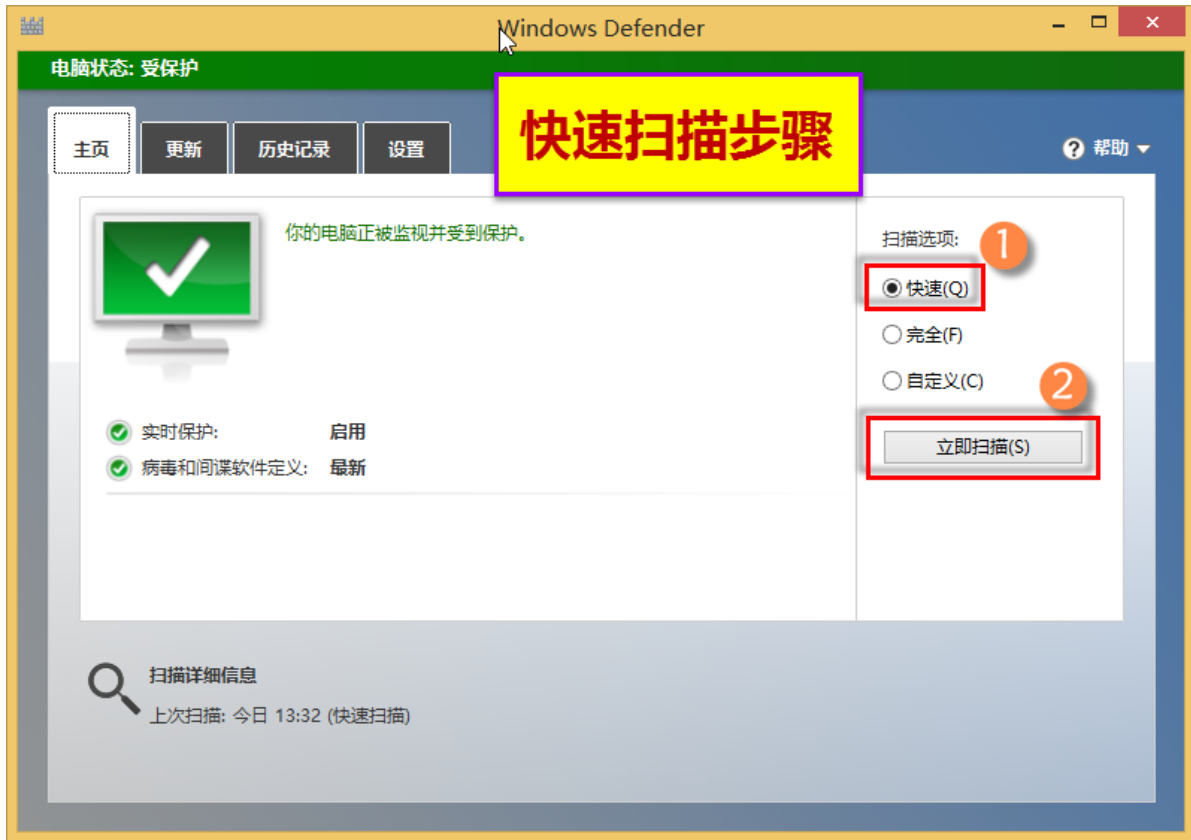 Windows Defender
电脑状态: 受保护
快速扫描步骤
主页 更新 历史记录 设置
? 帮助
你的电脑正被监视并受到保护。
扫描选项:
1
快速(Q)
完全(F)
自定义(C)
2
立即扫描(S)
实时保护: 启用
病毒和间谍软件定义: 最新
扫描详细信息
上次扫描: 今日 13:32 (快速扫描)